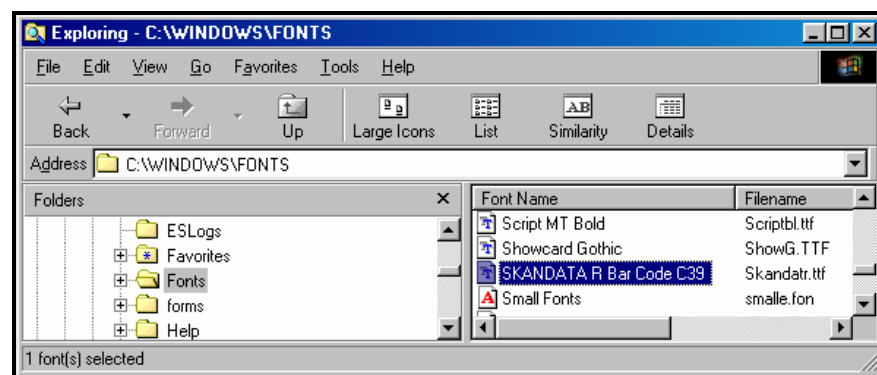 Exploring - C:\WINDOWS\FONTS
File Edit View Go Favorites Tools Help
Back Forward Up Large Icons List Similarity Details
Address C:\WINDOWS\FONTS
Folders
ESLogs
Favorites
Fonts
forms
Help
Font Name Filename
Script MT Bold Scriptbl.ttf
Showcard Gothic ShowG.TTF
SKANDATA R Bar Code C39 Skandatr.ttf
Small Fonts smalle.fon
1 font(s) selected